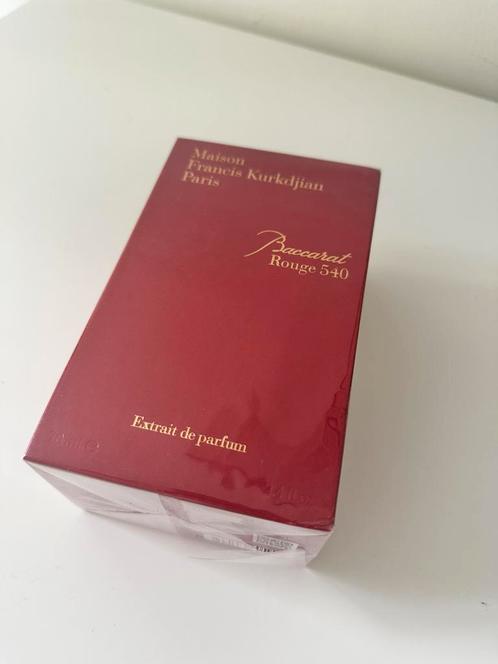 Maison
Francis Kurkdjian
Paris
Baccarat
Rouge 540
Extrait de parfum